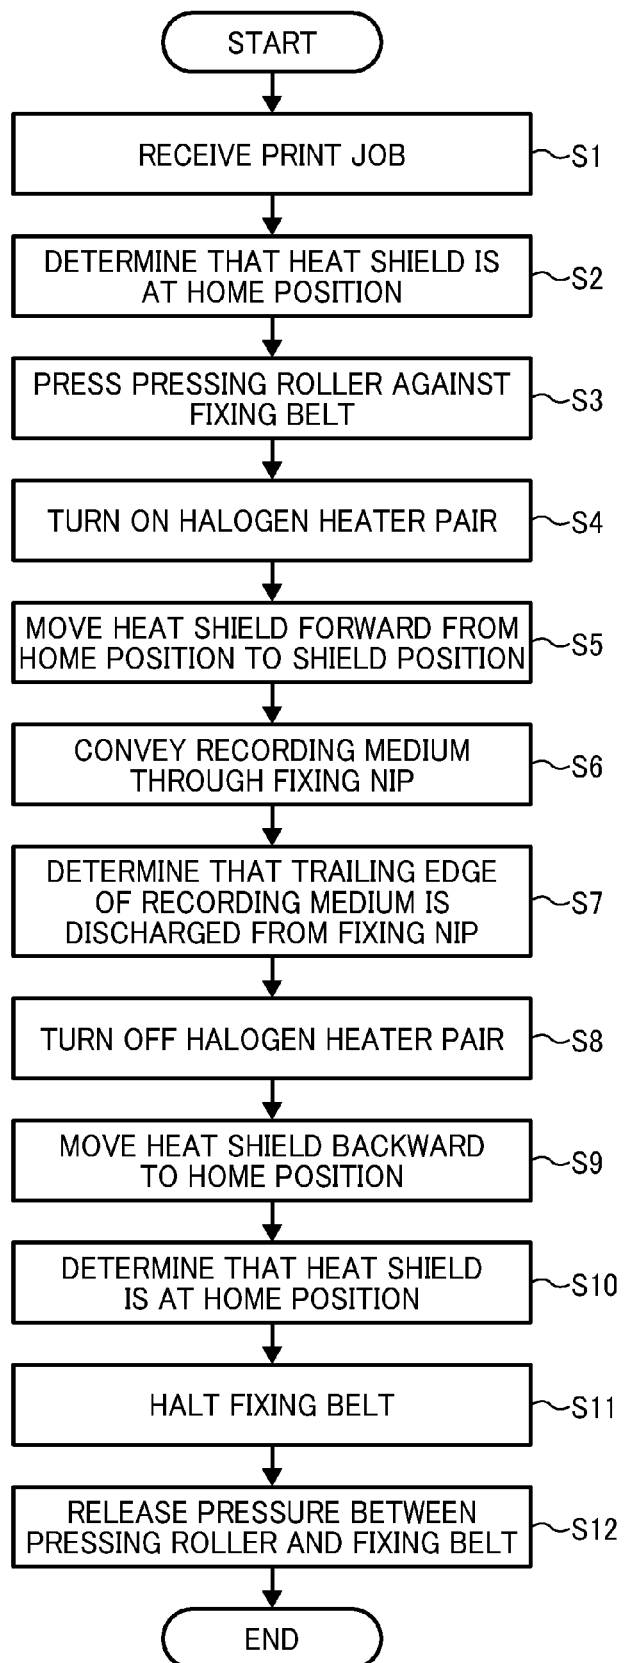 START
RECEIVE PRINT JOB
S1
DETERMINE THAT HEAT SHIELD IS
AT HOME POSITION
S2
PRESS PRESSING ROLLER AGAINST
FIXING BELT
S3
TURN ON HALOGEN HEATER PAIR
S4
MOVE HEAT SHIELD FORWARD FROM
HOME POSITION TO SHIELD POSITION
S5
CONVEY RECORDING MEDIUM
THROUGH FIXING NIP
S6
DETERMINE THAT TRAILING EDGE
OF RECORDING MEDIUM IS
DISCHARGED FROM FIXING NIP
S7
TURN OFF HALOGEN HEATER PAIR
S8
MOVE HEAT SHIELD BACKWARD
TO HOME POSITION
S9
DETERMINE THAT HEAT SHIELD
IS AT HOME POSITION
S10
HALT FIXING BELT
S11
RELEASE PRESSURE BETWEEN
PRESSING ROLLER AND FIXING BELT
S12
END